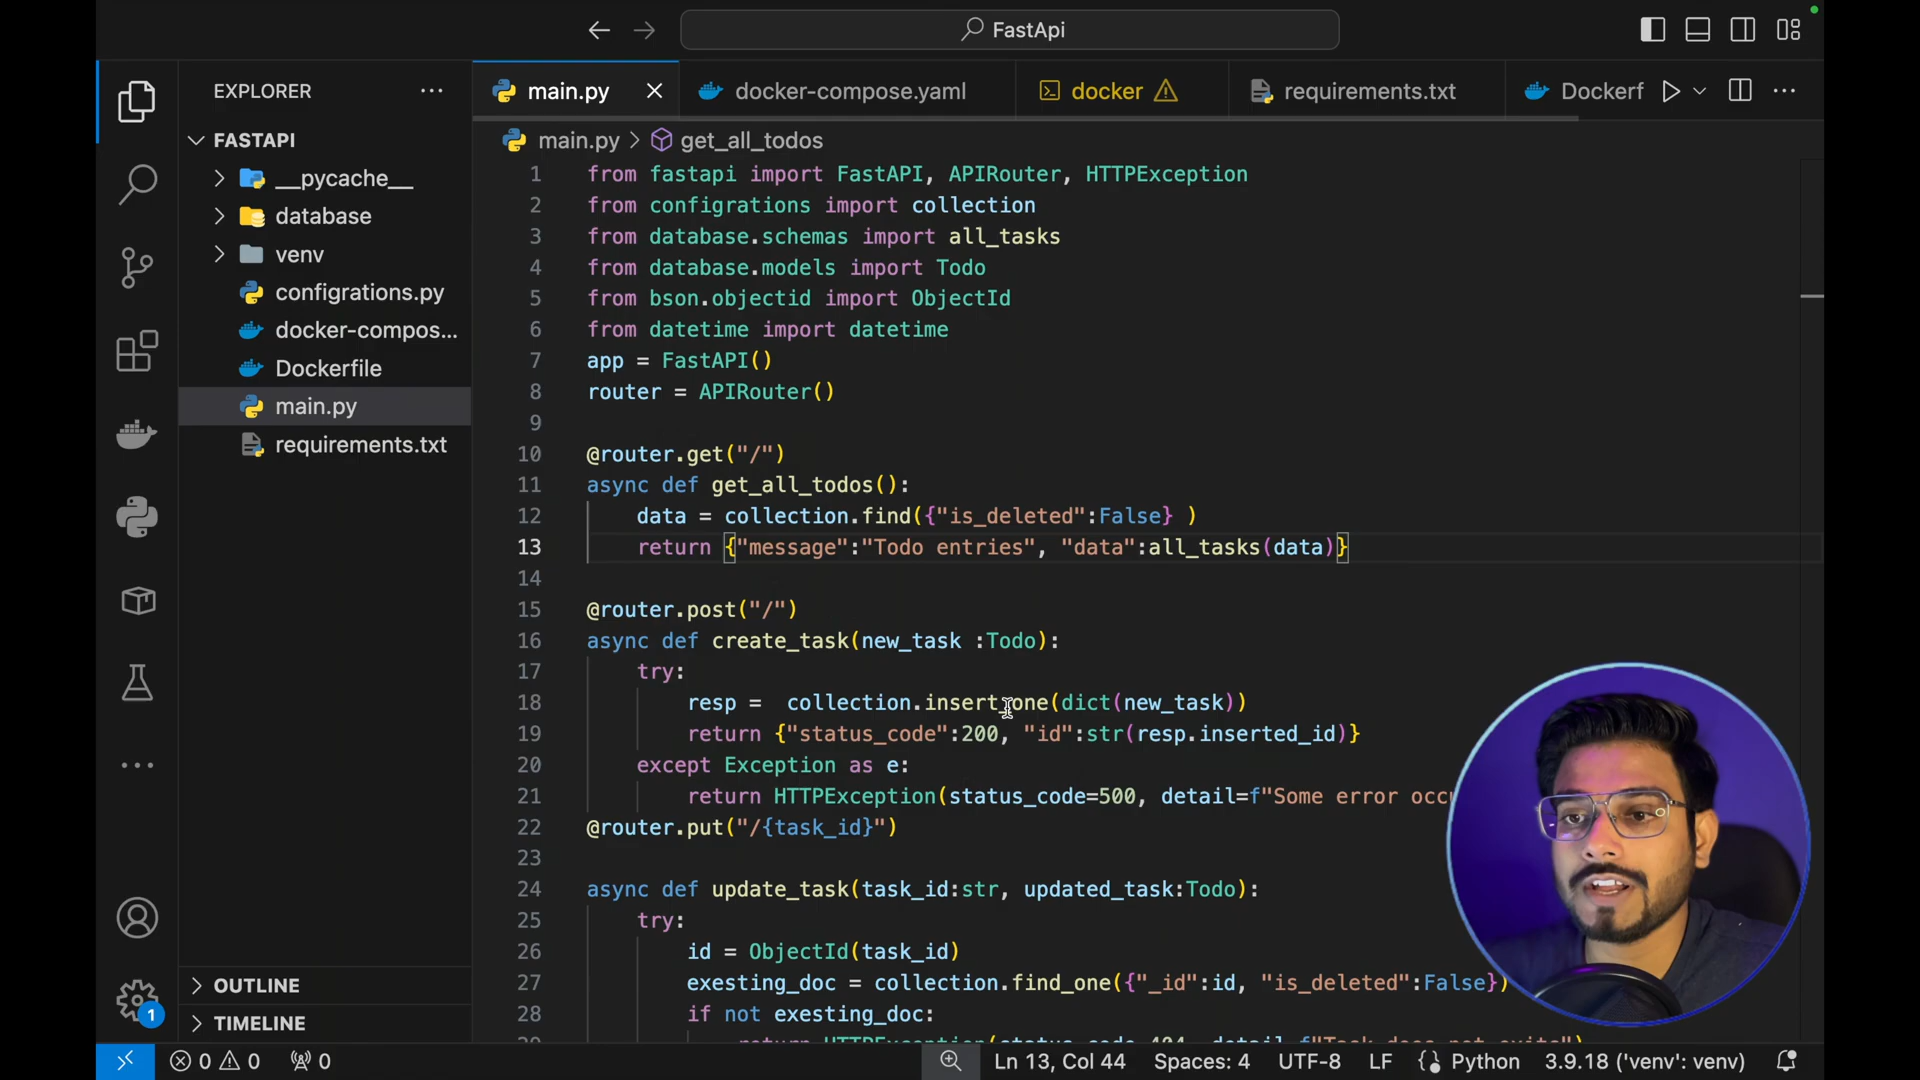 FastApi
EXPLORER
FASTAPI
__pycache__
database
venv
configrations.py
docker-compos...
Dockerfile
main.py
requirements.txt
OUTLINE
TIMELINE
main.py
docker-compose.yaml
docker
requirements.txt
Dockerf
main.py > get_all_todos
1 from fastapi import FastAPI, APIRouter, HTTPException
2 from configrations import collection
3 from database.schemas import all_tasks
4 from database.models import Todo
5 from bson.objectid import ObjectId
6 from datetime import datetime
7 app = FastAPI()
8 router = APIRouter()
9
10 @router.get("/")
11 async def get_all_todos():
12 data = collection.find({"is_deleted":False} )
13 return {"message":"Todo entries", "data":all_tasks(data)}
14
15 @router.post("/")
16 async def create_task(new_task :Todo):
17 try:
18 resp =  collection.insert_one(dict(new_task))
19 return {"status_code":200, "id":str(resp.inserted_id)}
20 except Exception as e:
21 return HTTPException(status_code=500, detail=f"Some error occu
22 @router.put("/{task_id}")
23
24 async def update_task(task_id:str, updated_task:Todo):
25 try:
26 id = ObjectId(task_id)
27 exesting_doc = collection.find_one({"_id":id, "is_deleted":False})
28 if not exesting_doc:
1
0 0 0
Ln 13, Col 44 Spaces: 4 UTF-8 LF Python 3.9.18 ('venv': venv)